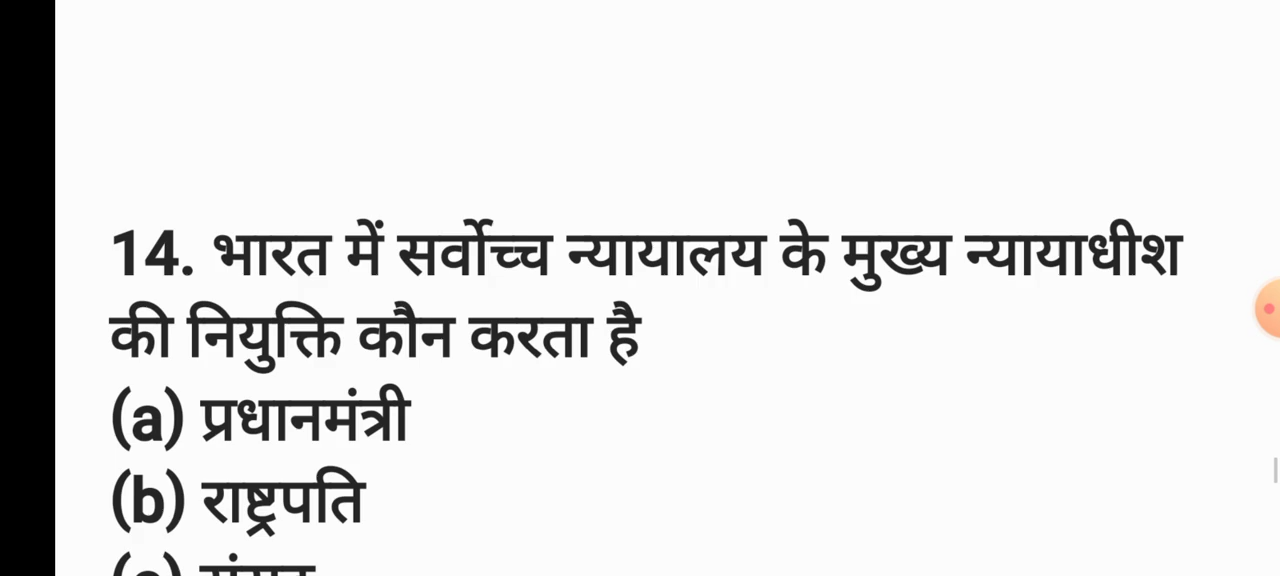 14. भारत में सर्वोच्च न्यायालय के मुख्य न्यायाधीश
की नियुक्ति कौन करता है
(a) प्रधानमंत्री
(b) राष्ट्रपति